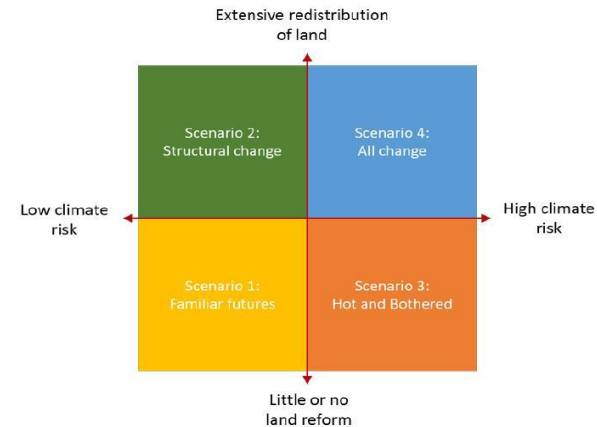 Extensive redistribution
of land
Scenario 2:
Structural change
Scenario 4:
All change
Low climate
risk
High climate
risk
Scenario 1:
Familiar futures
Scenario 3:
Hot and Bothered
Little or no
land reform